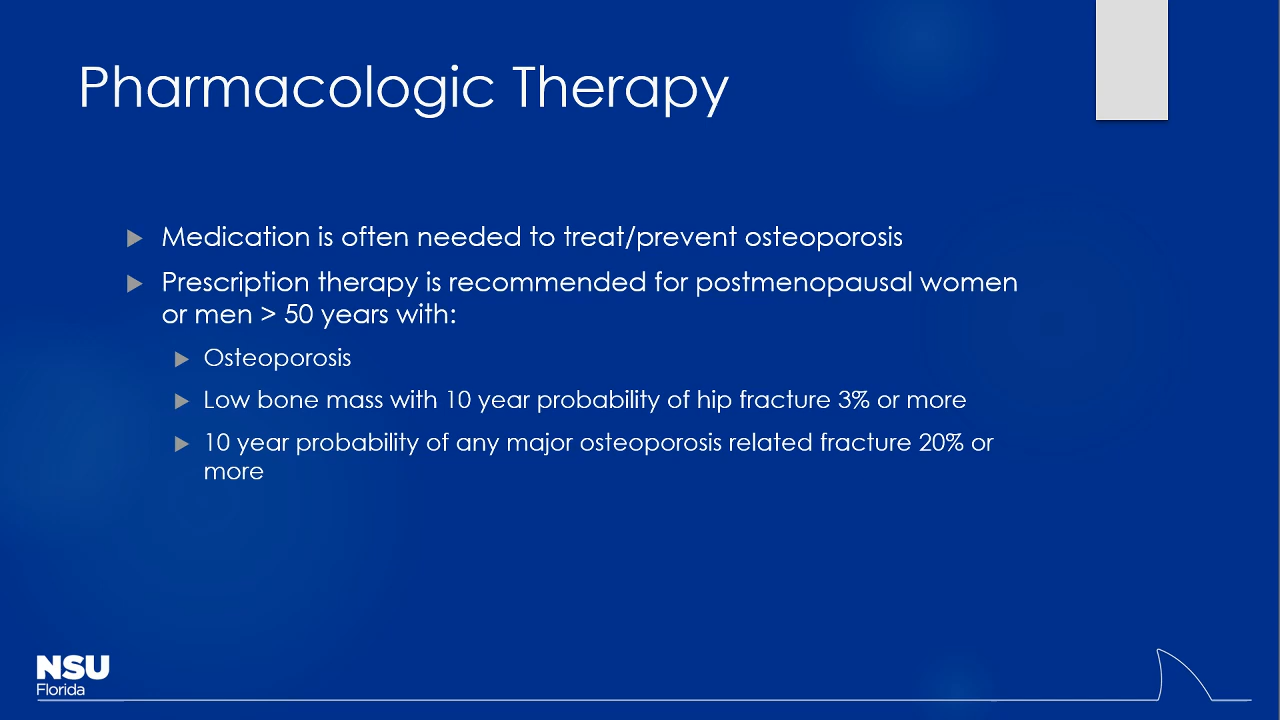 Pharmacologic Therapy
Medication is often needed to treat/prevent osteoporosis
Prescription therapy is recommended for postmenopausal women
or men > 50 years with:
Osteoporosis
Low bone mass with 10 year probability of hip fracture 3% or more
10 year probability of any major osteoporosis related fracture 20% or
more
NSU
Florida